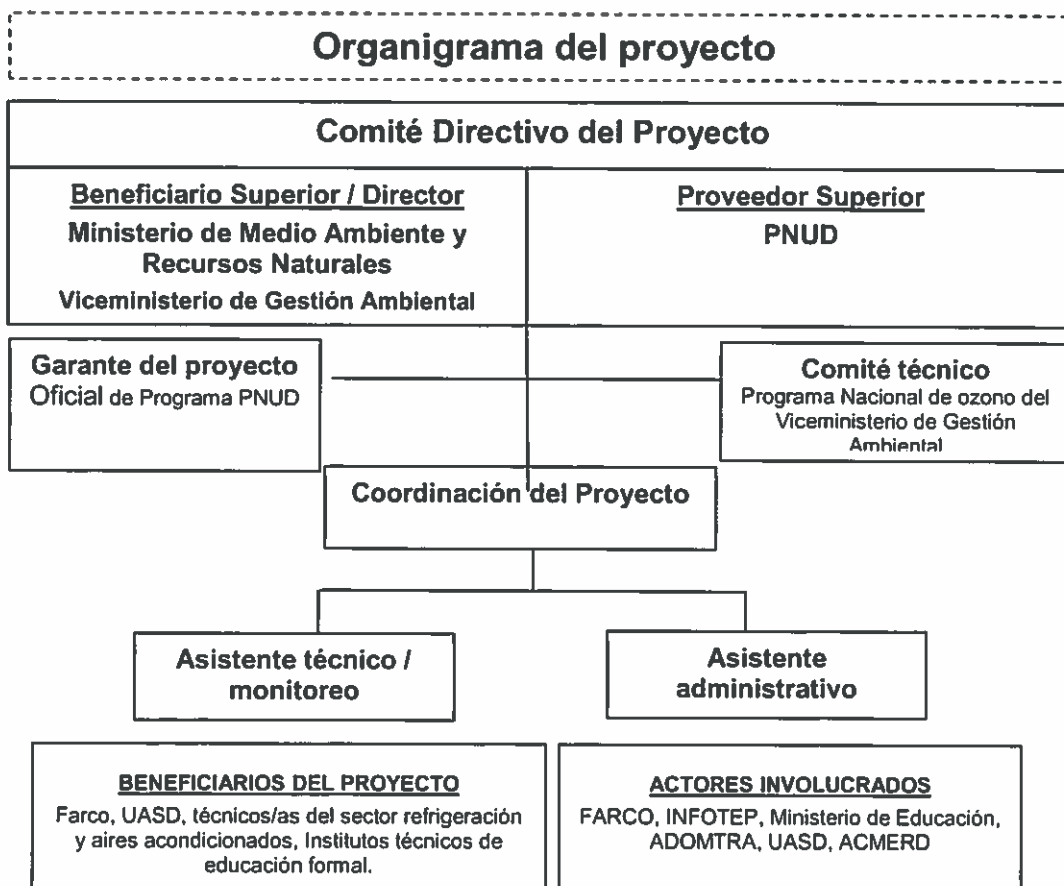 Organigrama del proyecto
Comité Directivo del Proyecto
Beneficiario Superior / Director
Ministerio de Medio Ambiente y
Recursos Naturales
Viceministerio de Gestión Ambiental
Proveedor Superior
PNUD
Garante del proyecto
Oficial de Programa PNUD
Comité técnico
Programa Nacional de ozono del
Viceministerio de Gestión
Ambiental
Coordinación del Proyecto
Asistente técnico /
monitoreo
Asistente
administrativo
BENEFICIARIOS DEL PROYECTO
Farco, UASD, técnicos/as del sector refrigeración
y aires acondicionados, Institutos técnicos de
educación formal.
ACTORES INVOLUCRADOS
FARCO, INFOTEP, Ministerio de Educación,
ADOMTRA, UASD, ACMERD